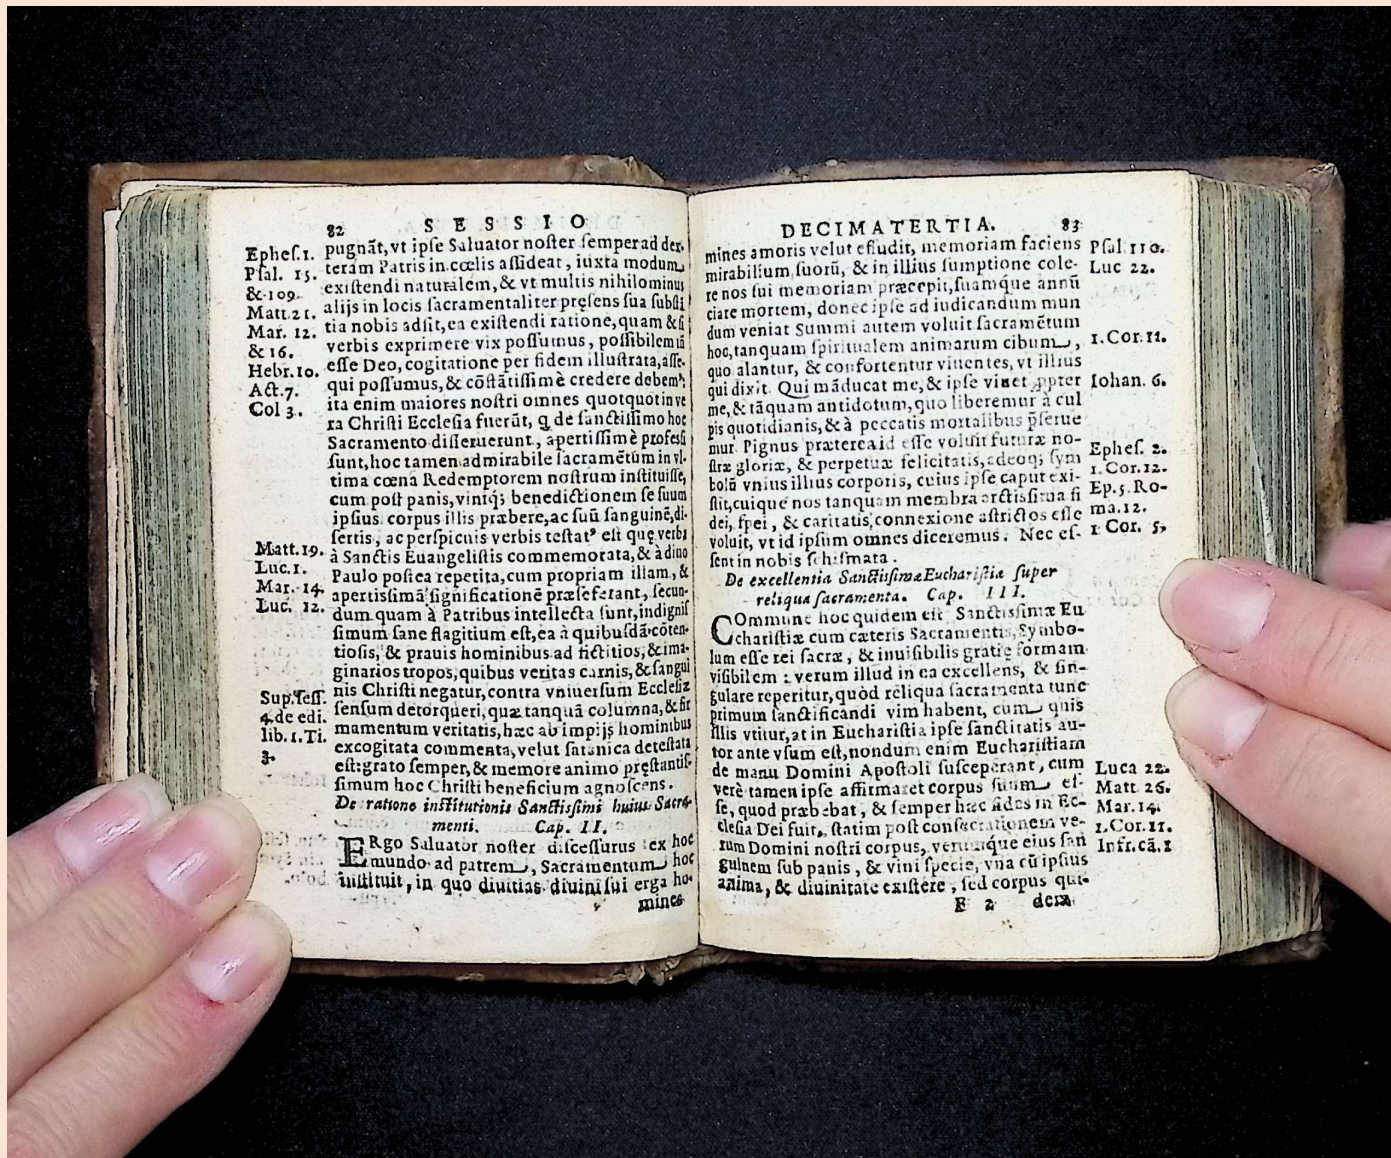 82 SESSIO
Ephes.1.
Psal. 15.
& 109.
Matt.21.
Mar. 12.
& 16.
Hebr.10.
Act.7.
Col 3.
pugnāt,vt ipse Saluator noster semper ad dex-
teram Patris in cœlis assideat, iuxta modum
existendi naturalem,& vt multis nihilominus
alijs in locis sacramentaliter pręsens sua substā
tia nobis adsit,ea existendi ratione,quam & si
verbis exprimere vix possumus, possibilem tā
esse Deo, cogitatione per fidem illustrata,asse-
qui possumus,& cōstātissimè credere debemꝰ:
ita enim maiores nostri omnes quotquot in ve
ra Christi Ecclesia fuerūt, q̨ de sanctissimo hoc
Sacramento disseruerunt, apertissimè professi
sunt,hoc tamen admirabile sacramētum in vl-
tima cœna Redemptorem nostrum instituisse,
cum post panis,viniq; benedictionem se suum
ipsius corpus illis præbere,ac suū sanguinē,di-
sertis, ac perspicuis verbis testatꝰ est quę verba
à Sanctis Euangelistis commemorata,& à diuo
Paulo postea repetita,cum propriam illam,&
apertissimā significationē præseferant, secun-
dum quam à Patribus intellecta sunt,indignis
simum sane flagitium est,ea à quibusdā cōten-
tiosis,& prauis hominibus ad fictitios,& ima-
ginarios tropos,quibus veritas carnis,& sangui
nis Christi negatur,contra vniuersum Ecclesiæ
sensum detorqueri,quæ tanquā columna,& fir
mamentum veritatis,hæc ab impijs hominibus
excogitata commenta,velut satanica detestata
est:grato semper,& memore animo pręstantis-
simum hoc Christi beneficium agnoscens.
Matt.19.
Luc.1.
Mar. 14.
Luc. 12.
Sup.sess.
4.de edi.
lib.1.Ti.
3.
De ratione institutionis Sanctissimi huius Sacra-
menti. Cap. II.
ERgo Saluator noster discessurus ex hoc
mundo ad patrem, Sacramentum hoc
instituit, in quo diuitias diuini sui erga ho-
mines
DECIMATERTIA. 83
mines amoris velut effudit, memoriam faciens
mirabilium suorū, & in illius sumptione cole-
re nos sui memoriam præcepit,suamque annū
ciare mortem, donec ipse ad iudicandum mun
dum veniat Summi autem voluit sacramētum
hoc,tanquam spiritualem animarum cibum,
quo alantur, & confortentur viuentes, vt illius
qui dixit. Qui māducat me,& ipse viuet ꝓpter
me,& tāquam antidotum,quo liberemur à cul
pis quotidianis,& à peccatis mortalibus p̄serue
mur. Pignus præterea id esse voluit futuræ no-
stræ gloriæ, & perpetuæ felicitatis,adeoq; sym
bolū vnius illius corporis, cuius ipse caput exi-
stit,cuique nos tanquam membra arctissima fi
dei, spei, & caritatis connexione astrictos esse
voluit, vt id ipsum omnes diceremus. Nec es-
sent in nobis schismata.
Psal 110.
Luc 22.
1.Cor.11.
Iohan. 6.
Ephes. 2.
1.Cor.12.
Ep.5.Ro-
ma.12.
1 Cor. 5.
De excellentia Sanctissimæ Eucharistiæ super
reliqua sacramenta. Cap. III.
COmmune hoc quidem est Sanctissimæ Eu
charistiæ cum cæteris Sacramentis,Symbo-
lum esse rei sacræ, & inuisibilis gratię formam
visibilem : verum illud in ea excellens, & sin-
gulare reperitur,quòd reliqua sacramenta tunc
primum sanctificandi vim habent, cum quis
illis vtitur,at in Eucharistia ipse sanctitatis au-
tor ante vsum est,nondum enim Eucharistiam
de manu Domini Apostoli susceperant, cum
verè tamen ipse affirmaret corpus suum es-
se, quod præbebat, & semper hæc fides in Ec-
clesia Dei fuit, statim post consecrationem ve-
rum Domini nostri corpus, verumque eius san
guinem sub panis, & vini specie, vna cū ipsius
anima, & diuinitate existere, sed corpus qui-
Luca 22.
Matt 26.
Mar.14.
1.Cor.11.
Infr.cā.1
F 2 dem